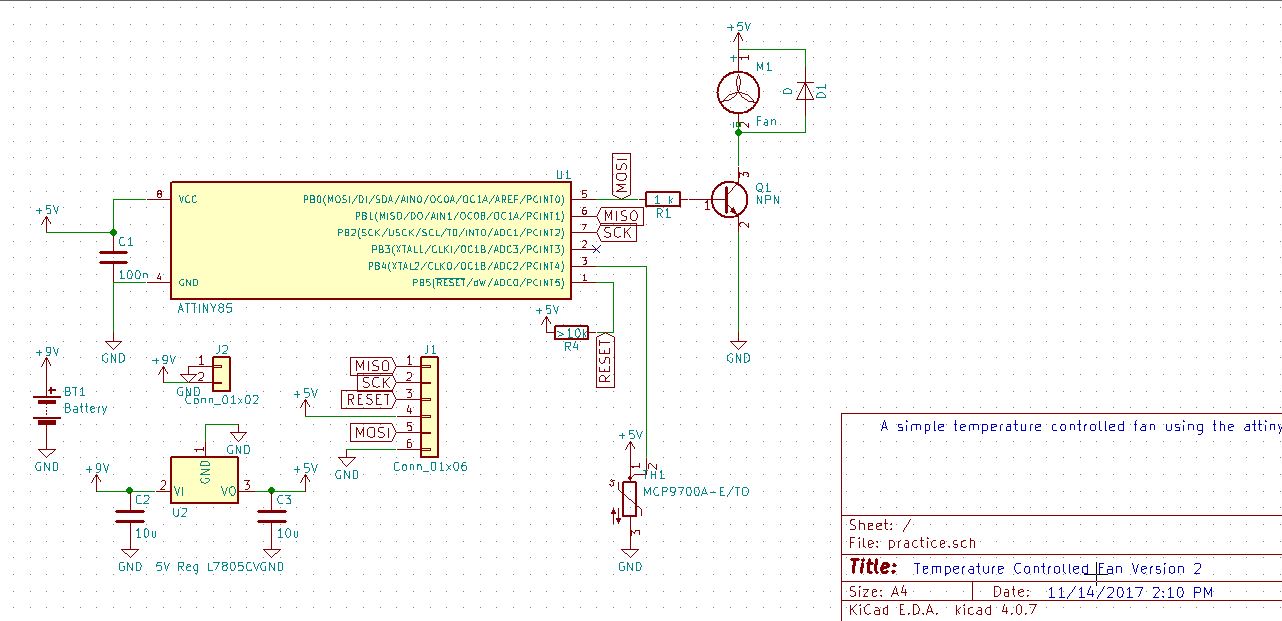 +5V
1
+
M1
D
D1
2
Fan
U1
MOSI
8
VCC
PB0(MOSI/DI/SDA/AIN0/OC0A/OC1A/AREF/PCINT0)
5
1 k
R1
1
3
Q1
NPN
2
PB1(MISO/DO/AIN1/OC0B/OC1A/PCINT1)
6
MISO
+5V
PB2(SCK/USCK/SCL/T0/INT0/ADC1/PCINT2)
7
SCK
C1
PB3(XTAL1/CLKI/OC1B/ADC3/PCINT3)
2
100n
PB4(XTAL2/CLKO/OC1B/ADC2/PCINT4)
3
4
GND
PB5(RESET/dW/ADC0/PCINT5)
1
ATTINY85
+5V
>10k
R4
RESET
GND
GND
+9V
BT1
Battery
+
GND
+9V
J2
1
2
GND
Conn_01x02
J1
MISO
1
SCK
2
RESET
3
+5V
4
MOSI
5
6
GND
Conn_01x06
+9V
1
GND
GND
+5V
2
VI
VO
3
C2
U2
C3
10u
10u
GND
5V Reg L7805CV
GND
+5V
1
2
TH1
MCP9700A-E/TO
3
GND
A simple temperature controlled fan using the attiny
Sheet: /
File: practice.sch
Title: Temperature Controlled Fan Version 2
Size: A4
Date: 11/14/2017 2:10 PM
KiCad E.D.A. kicad 4.0.7